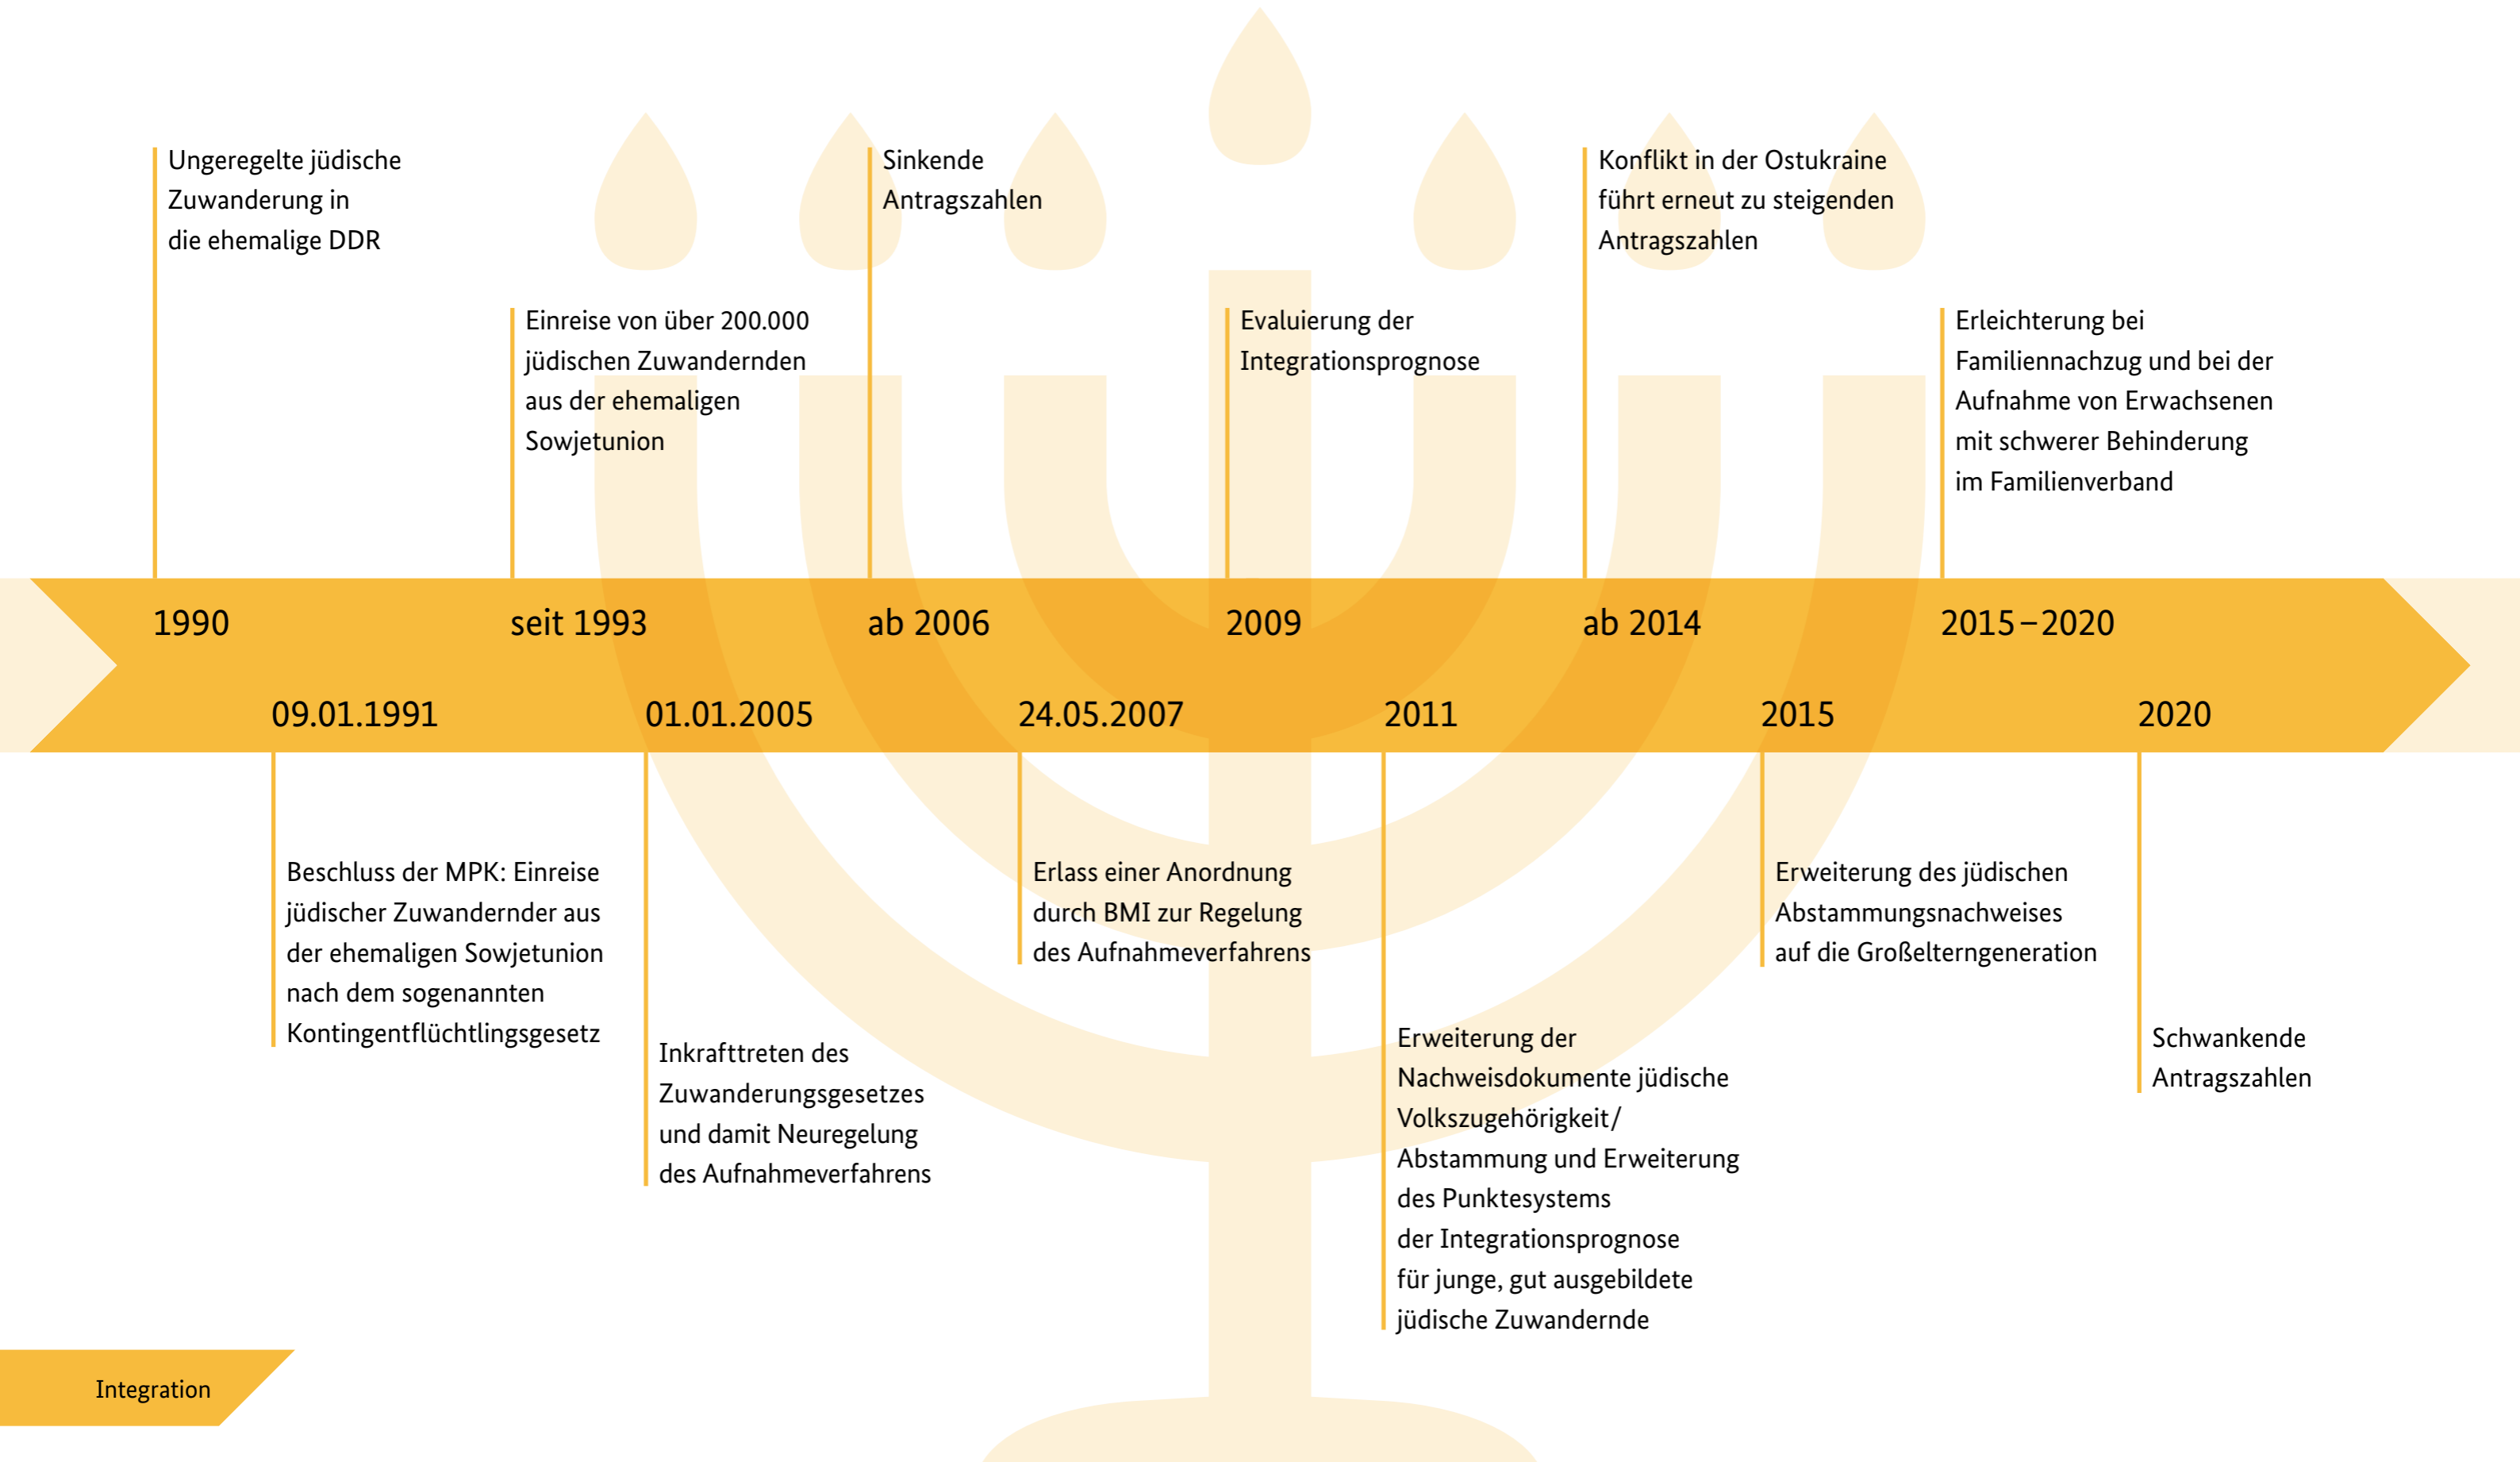 Ungeregelte jüdische
Zuwanderung in
die ehemalige DDR
Einreise von über 200.000
jüdischen Zuwandernden
aus der ehemaligen
Sowjetunion
Sinkende
Antragszahlen
Evaluierung der
Integrationsprognose
Konflikt in der Ostukraine
führt erneut zu steigenden
Antragszahlen
Erleichterung bei
Familiennachzug und bei der
Aufnahme von Erwachsenen
mit schwerer Behinderung
im Familienverband
1990
seit 1993
ab 2006
2009
ab 2014
2015–2020
09.01.1991
01.01.2005
24.05.2007
2011
2015
2020
Beschluss der MPK: Einreise
jüdischer Zuwandernder aus
der ehemaligen Sowjetunion
nach dem sogenannten
Kontingentflüchtlingsgesetz
Inkrafttreten des
Zuwanderungsgesetzes
und damit Neuregelung
des Aufnahmeverfahrens
Erlass einer Anordnung
durch BMI zur Regelung
des Aufnahmeverfahrens
Erweiterung der
Nachweisdokumente jüdische
Volkszugehörigkeit/
Abstammung und Erweiterung
des Punktesystems
der Integrationsprognose
für junge, gut ausgebildete
jüdische Zuwandernde
Erweiterung des jüdischen
Abstammungsnachweises
auf die Großelterngeneration
Schwankende
Antragszahlen
Integration